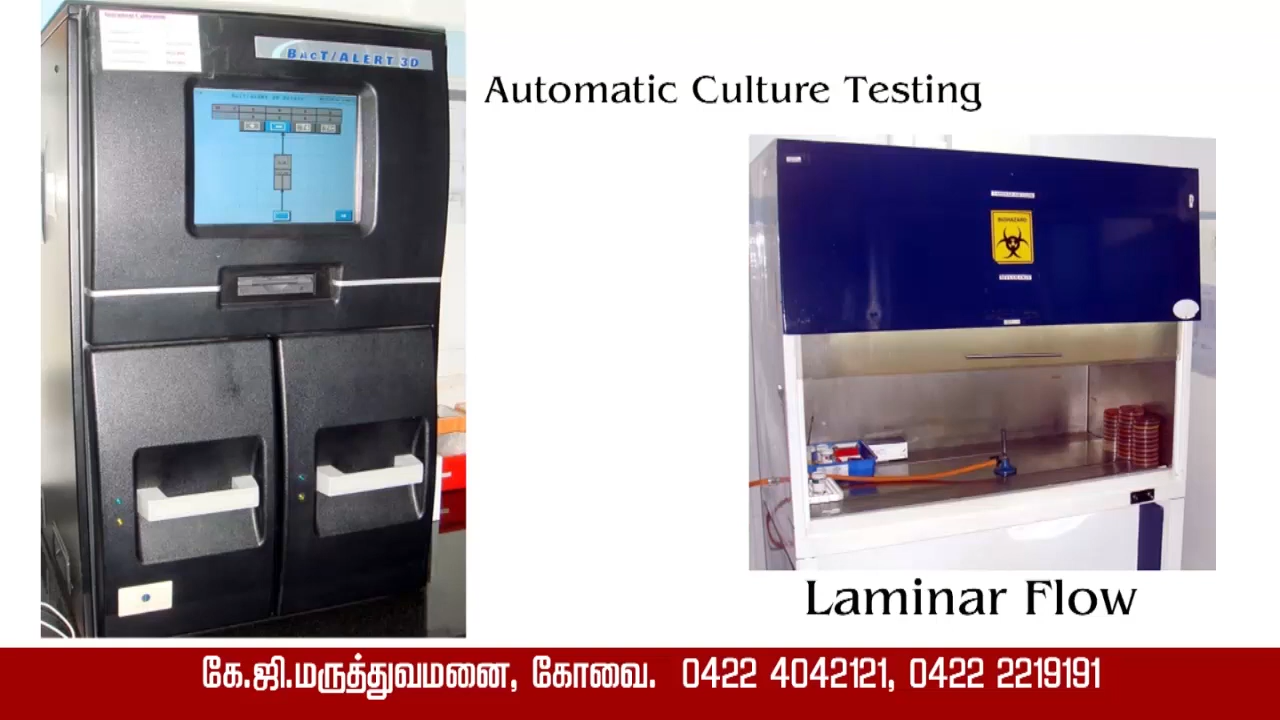 BACT/ALERT 3D
Automatic Culture Testing
BIOHAZARD
Laminar Flow
கே.ஜி.மருத்துவமனை, கோவை. 0422 4042121, 0422 2219191